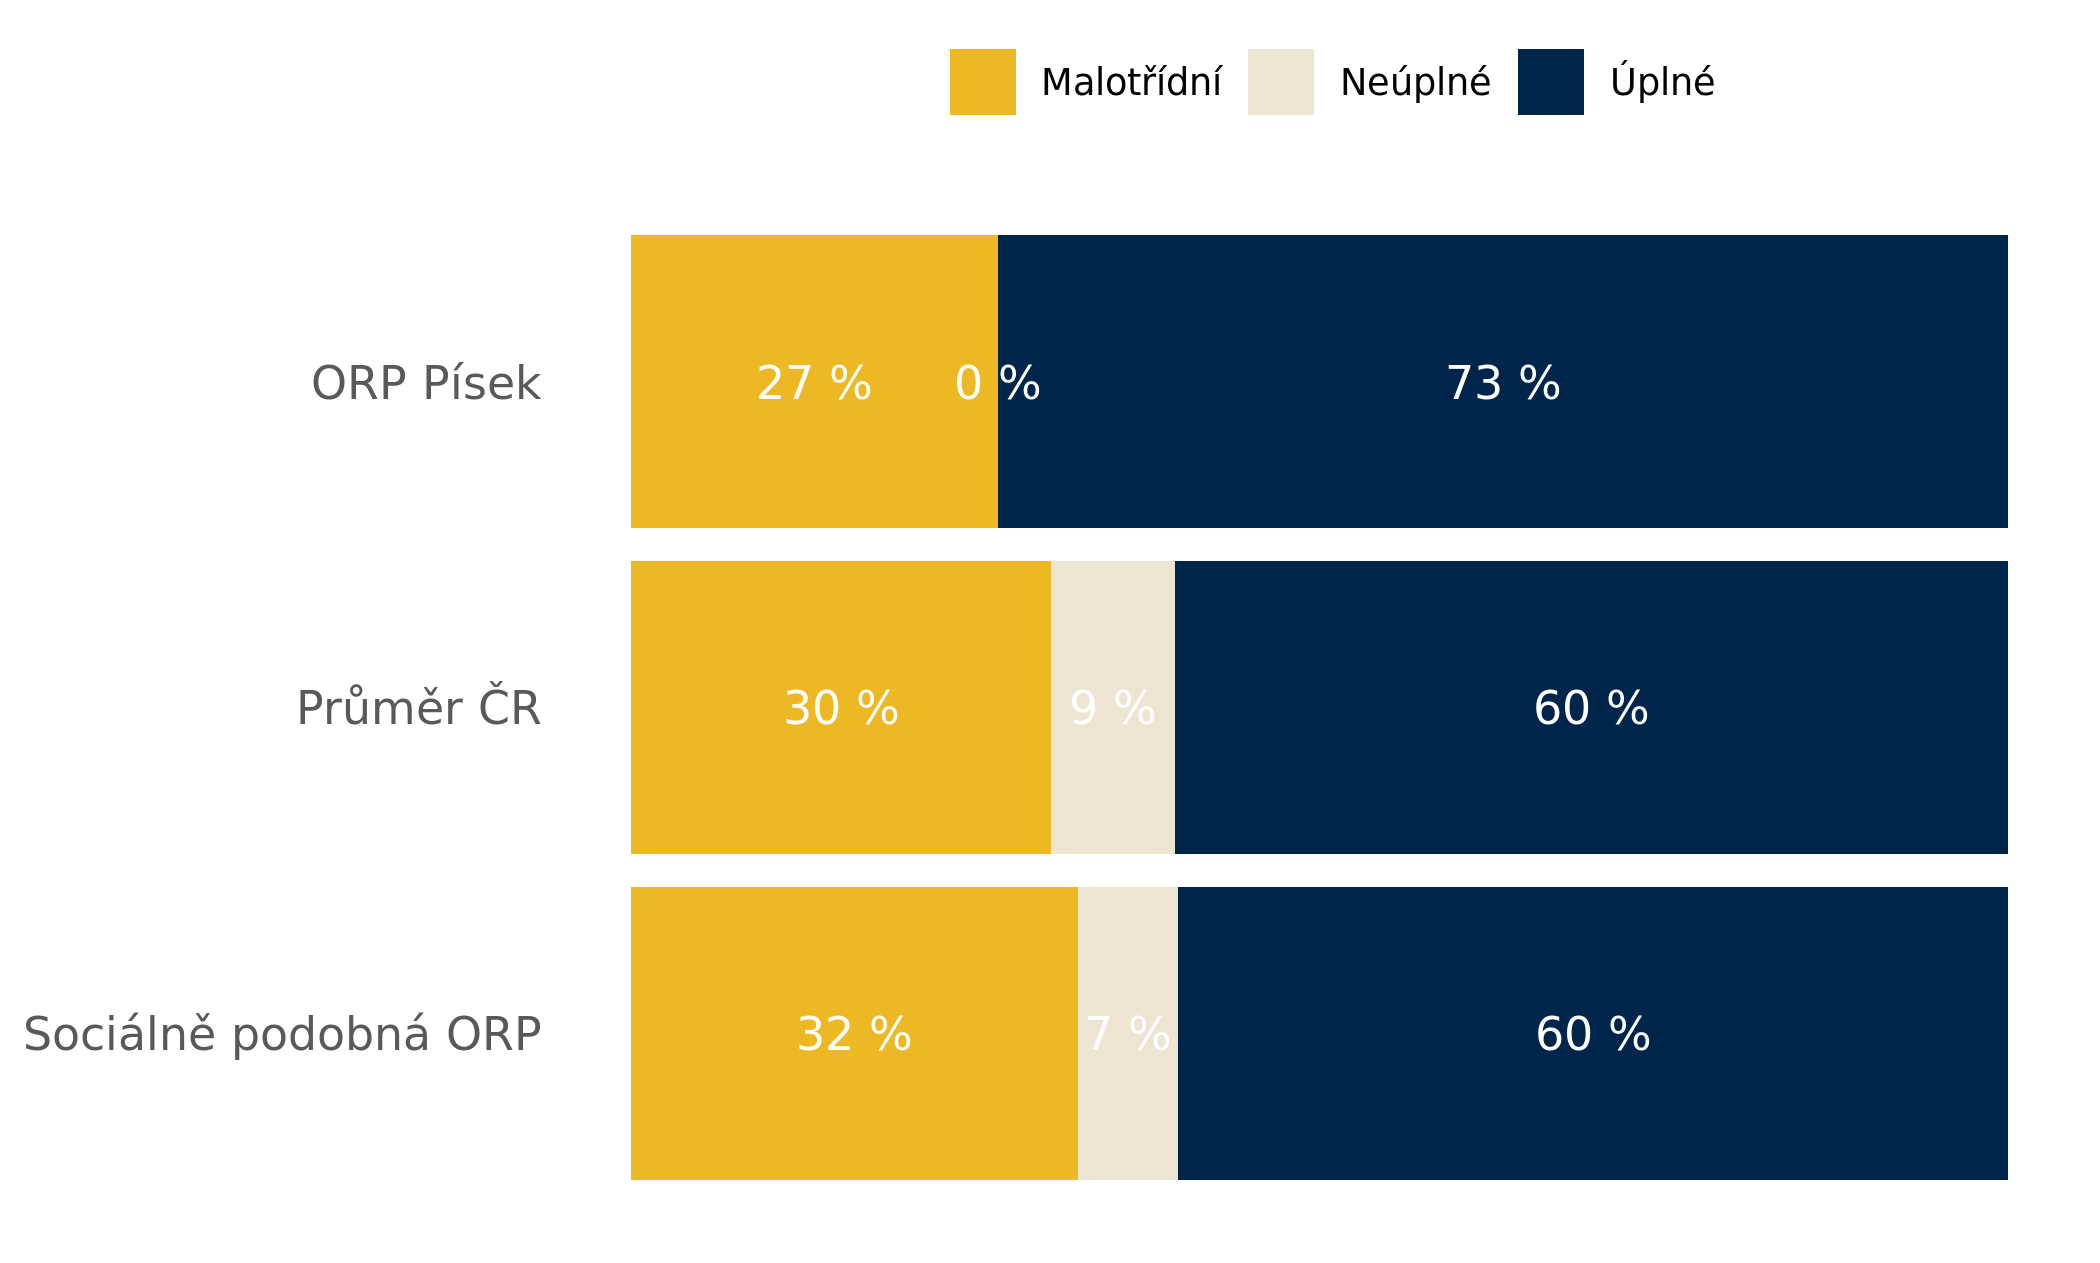 Malotřídní Neúplné Úplné
ORP Písek 27 % 0 % 73 %
Průměr ČR 30 % 9 % 60 %
Sociálně podobná ORP 32 % 7 % 60 %